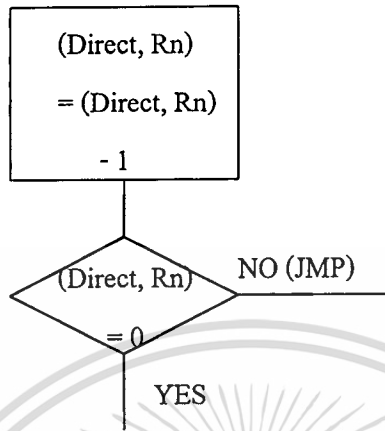 (Direct, Rn)
= (Direct, Rn)
- 1
(Direct, Rn)
= 0
NO (JMP)
YES